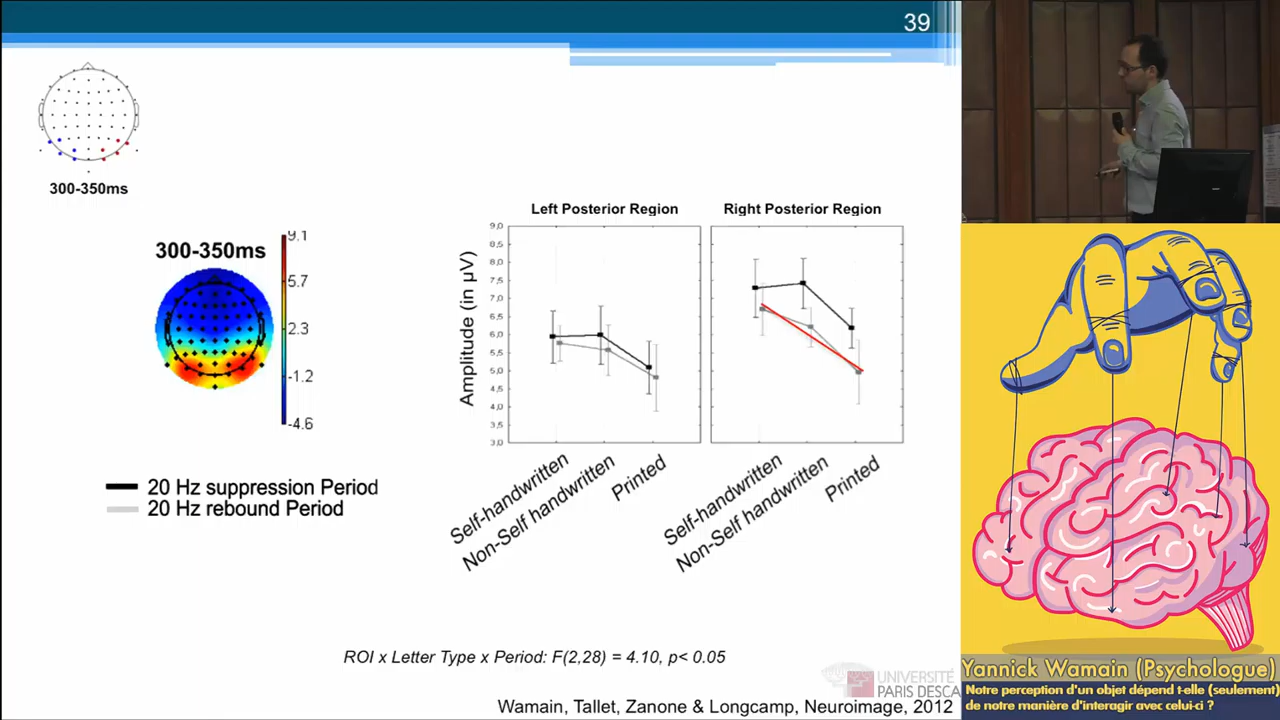 39
300-350ms
300-350ms
9.1
5.7
2.3
-1.2
-4.6
20 Hz suppression Period
20 Hz rebound Period
Left Posterior Region
Right Posterior Region
Amplitude (in µV)
9,0
8,5
8,0
7,5
7,0
6,5
6,0
5,5
5,0
4,5
4,0
3,5
3,0
Self-handwritten
Non-Self handwritten
Printed
Self-handwritten
Non-Self handwritten
Printed
ROI x Letter Type x Period: F(2,28) = 4.10, p< 0.05
UNIVERSITÉ
PARIS DESCA
Wamain, Tallet, Zanone & Longcamp, Neuroimage, 2012
Yannick Wamain (Psychologue)
Notre perception d'un objet dépend t-elle (seulement)
de notre manière d'interagir avec celui-ci ?